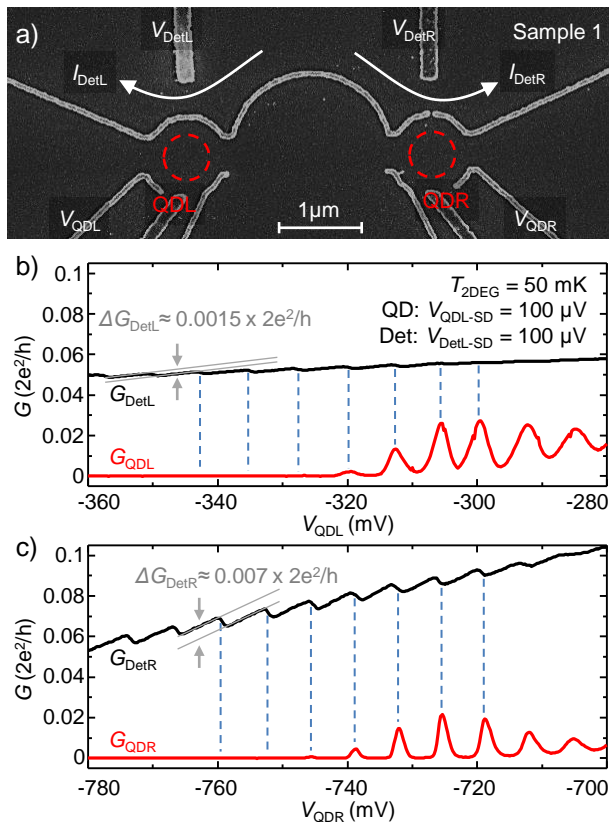 a)
V_DetL
V_DetR
Sample 1
I_DetL
I_DetR
QDL
QDR
V_QDL
1µm
V_QDR
b)
0.1
0.08
0.06
0.04
0.02
0
G (2e²/h)
ΔG_DetL≈ 0.0015 x 2e²/h
T_2DEG = 50 mK
QD: V_QDL-SD = 100 µV
Det: V_DetL-SD = 100 µV
G_DetL
G_QDL
-360
-340
-320
-300
-280
V_QDL (mV)
c)
0.1
0.08
0.06
0.04
0.02
0
G (2e²/h)
ΔG_DetR≈ 0.007 x 2e²/h
G_DetR
G_QDR
-780
-760
-740
-720
-700
V_QDR (mV)